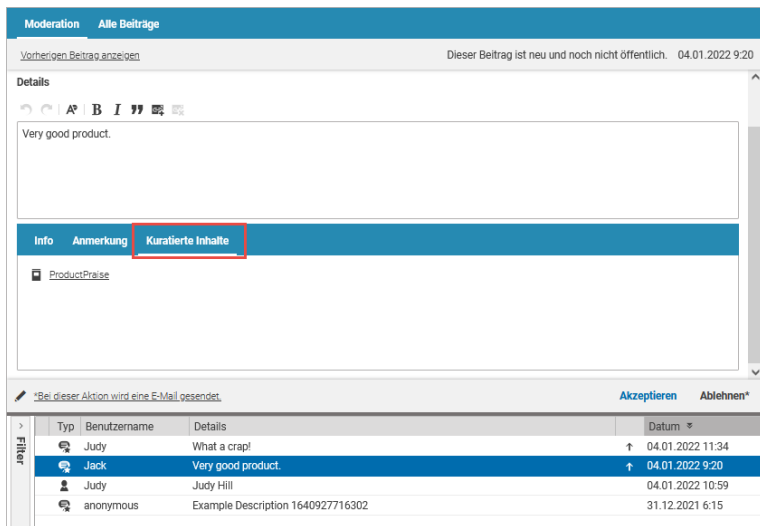 Moderation Alle Beiträge
Vorherigen Beitrag anzeigen Dieser Beitrag ist neu und noch nicht öffentlich. 04.01.2022 9:20
Details
B I
Very good product.
Info Anmerkung Kuratierte Inhalte
ProductPraise
*Bei dieser Aktion wird eine E-Mail gesendet. Akzeptieren Ablehnen*
Filter
Typ Benutzername Details Datum
Judy What a crap! 04.01.2022 11:34
Jack Very good product. 04.01.2022 9:20
Judy Judy Hill 04.01.2022 10:59
anonymous Example Description 1640927716302 31.12.2021 6:15